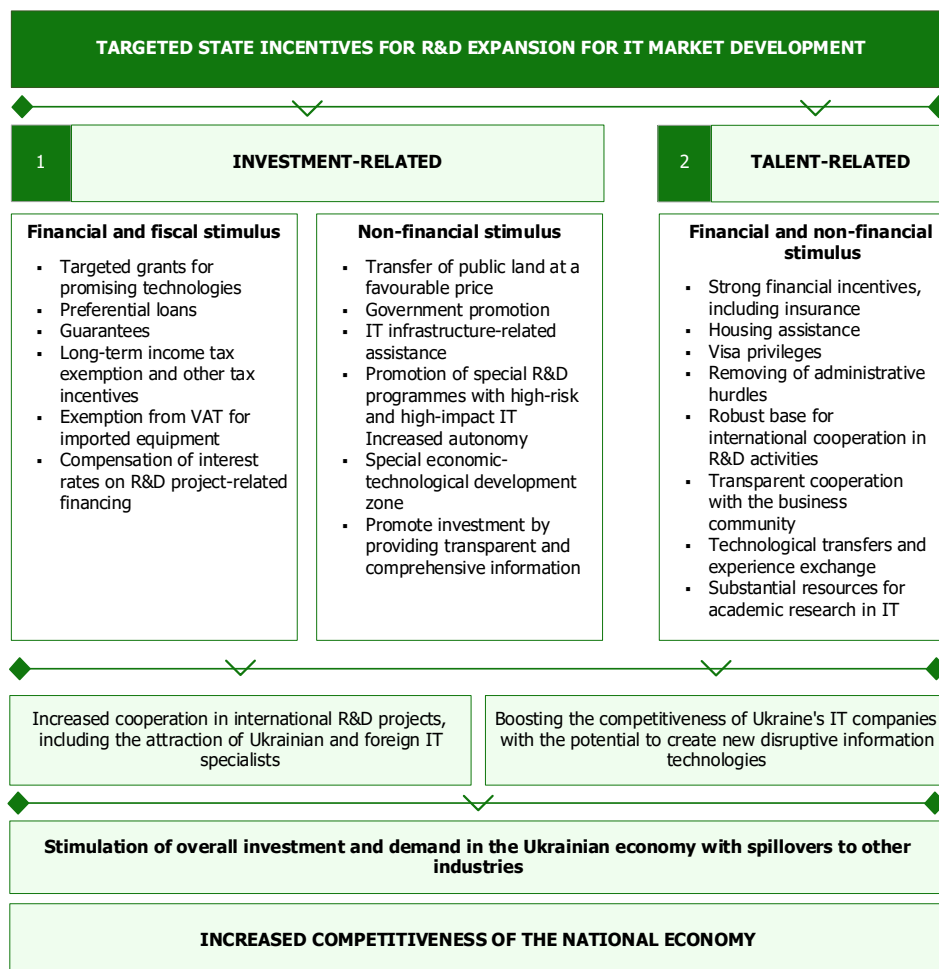 TARGETED STATE INCENTIVES FOR R&D EXPANSION FOR IT MARKET DEVELOPMENT
1
INVESTMENT-RELATED
2
TALENT-RELATED
Financial and fiscal stimulus
▪ Targeted grants for
promising technologies
▪ Preferential loans
▪ Guarantees
▪ Long-term income tax
exemption and other tax
incentives
▪ Exemption from VAT for
imported equipment
▪ Compensation of interest
rates on R&D project-related
financing
Non-financial stimulus
▪ Transfer of public land at a
favourable price
▪ Government promotion
▪ IT infrastructure-related
assistance
▪ Promotion of special R&D
programmes with high-risk
and high-impact IT
Increased autonomy
▪ Special economic-
technological development
zone
▪ Promote investment by
providing transparent and
comprehensive information
Financial and non-financial
stimulus
▪ Strong financial incentives,
including insurance
▪ Housing assistance
▪ Visa privileges
▪ Removing of administrative
hurdles
▪ Robust base for
international cooperation in
R&D activities
▪ Transparent cooperation
with the business
community
▪ Technological transfers and
experience exchange
▪ Substantial resources for
academic research in IT
Increased cooperation in international R&D projects,
including the attraction of Ukrainian and foreign IT
specialists
Boosting the competitiveness of Ukraine's IT companies
with the potential to create new disruptive information
technologies
Stimulation of overall investment and demand in the Ukrainian economy with spillovers to other
industries
INCREASED COMPETITIVENESS OF THE NATIONAL ECONOMY